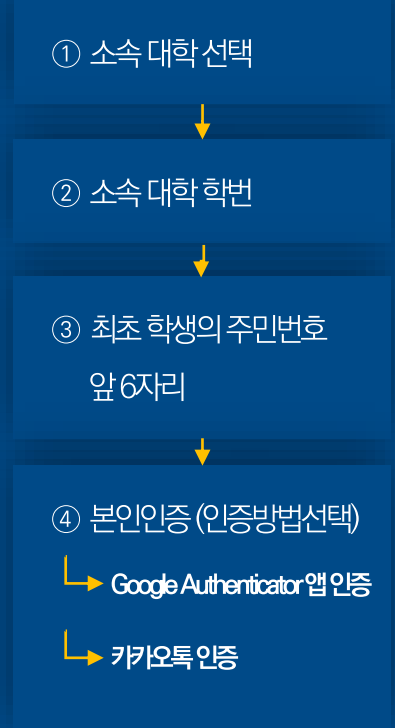 ① 소속 대학 선택
② 소속 대학 학번
③ 최초 학생의 주민번호
앞 6자리
④ 본인인증 (인증방법선택)
Google Authenticator 앱 인증
카카오톡 인증